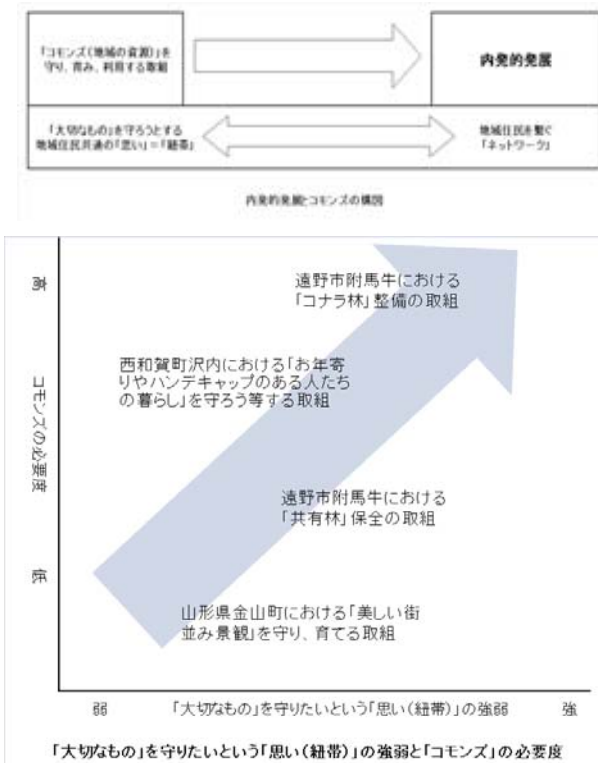 「コモンズ(地域の資源)」を
守り、育み、利用する取組
内発的発展
「大切なもの」を守ろうとする
地域住民共通の「思い」=「紐帯」
地域住民を繋ぐ
「ネットワーク」
内発的発展とコモンズの構図
高
コモンズの必要度
低
遠野市附馬牛における
「コナラ林」整備の取組
西和賀町沢内における「お年寄
りやハンデキャップのある人たち
の暮らし」を守ろう等する取組
遠野市附馬牛における
「共有林」保全の取組
山形県金山町における「美しい街
並み景観」を守り、育てる取組
弱 「大切なもの」を守りたいという「思い(紐帯)」の強弱 強
「大切なもの」を守りたいという「思い(紐帯)」の強弱と「コモンズ」の必要度